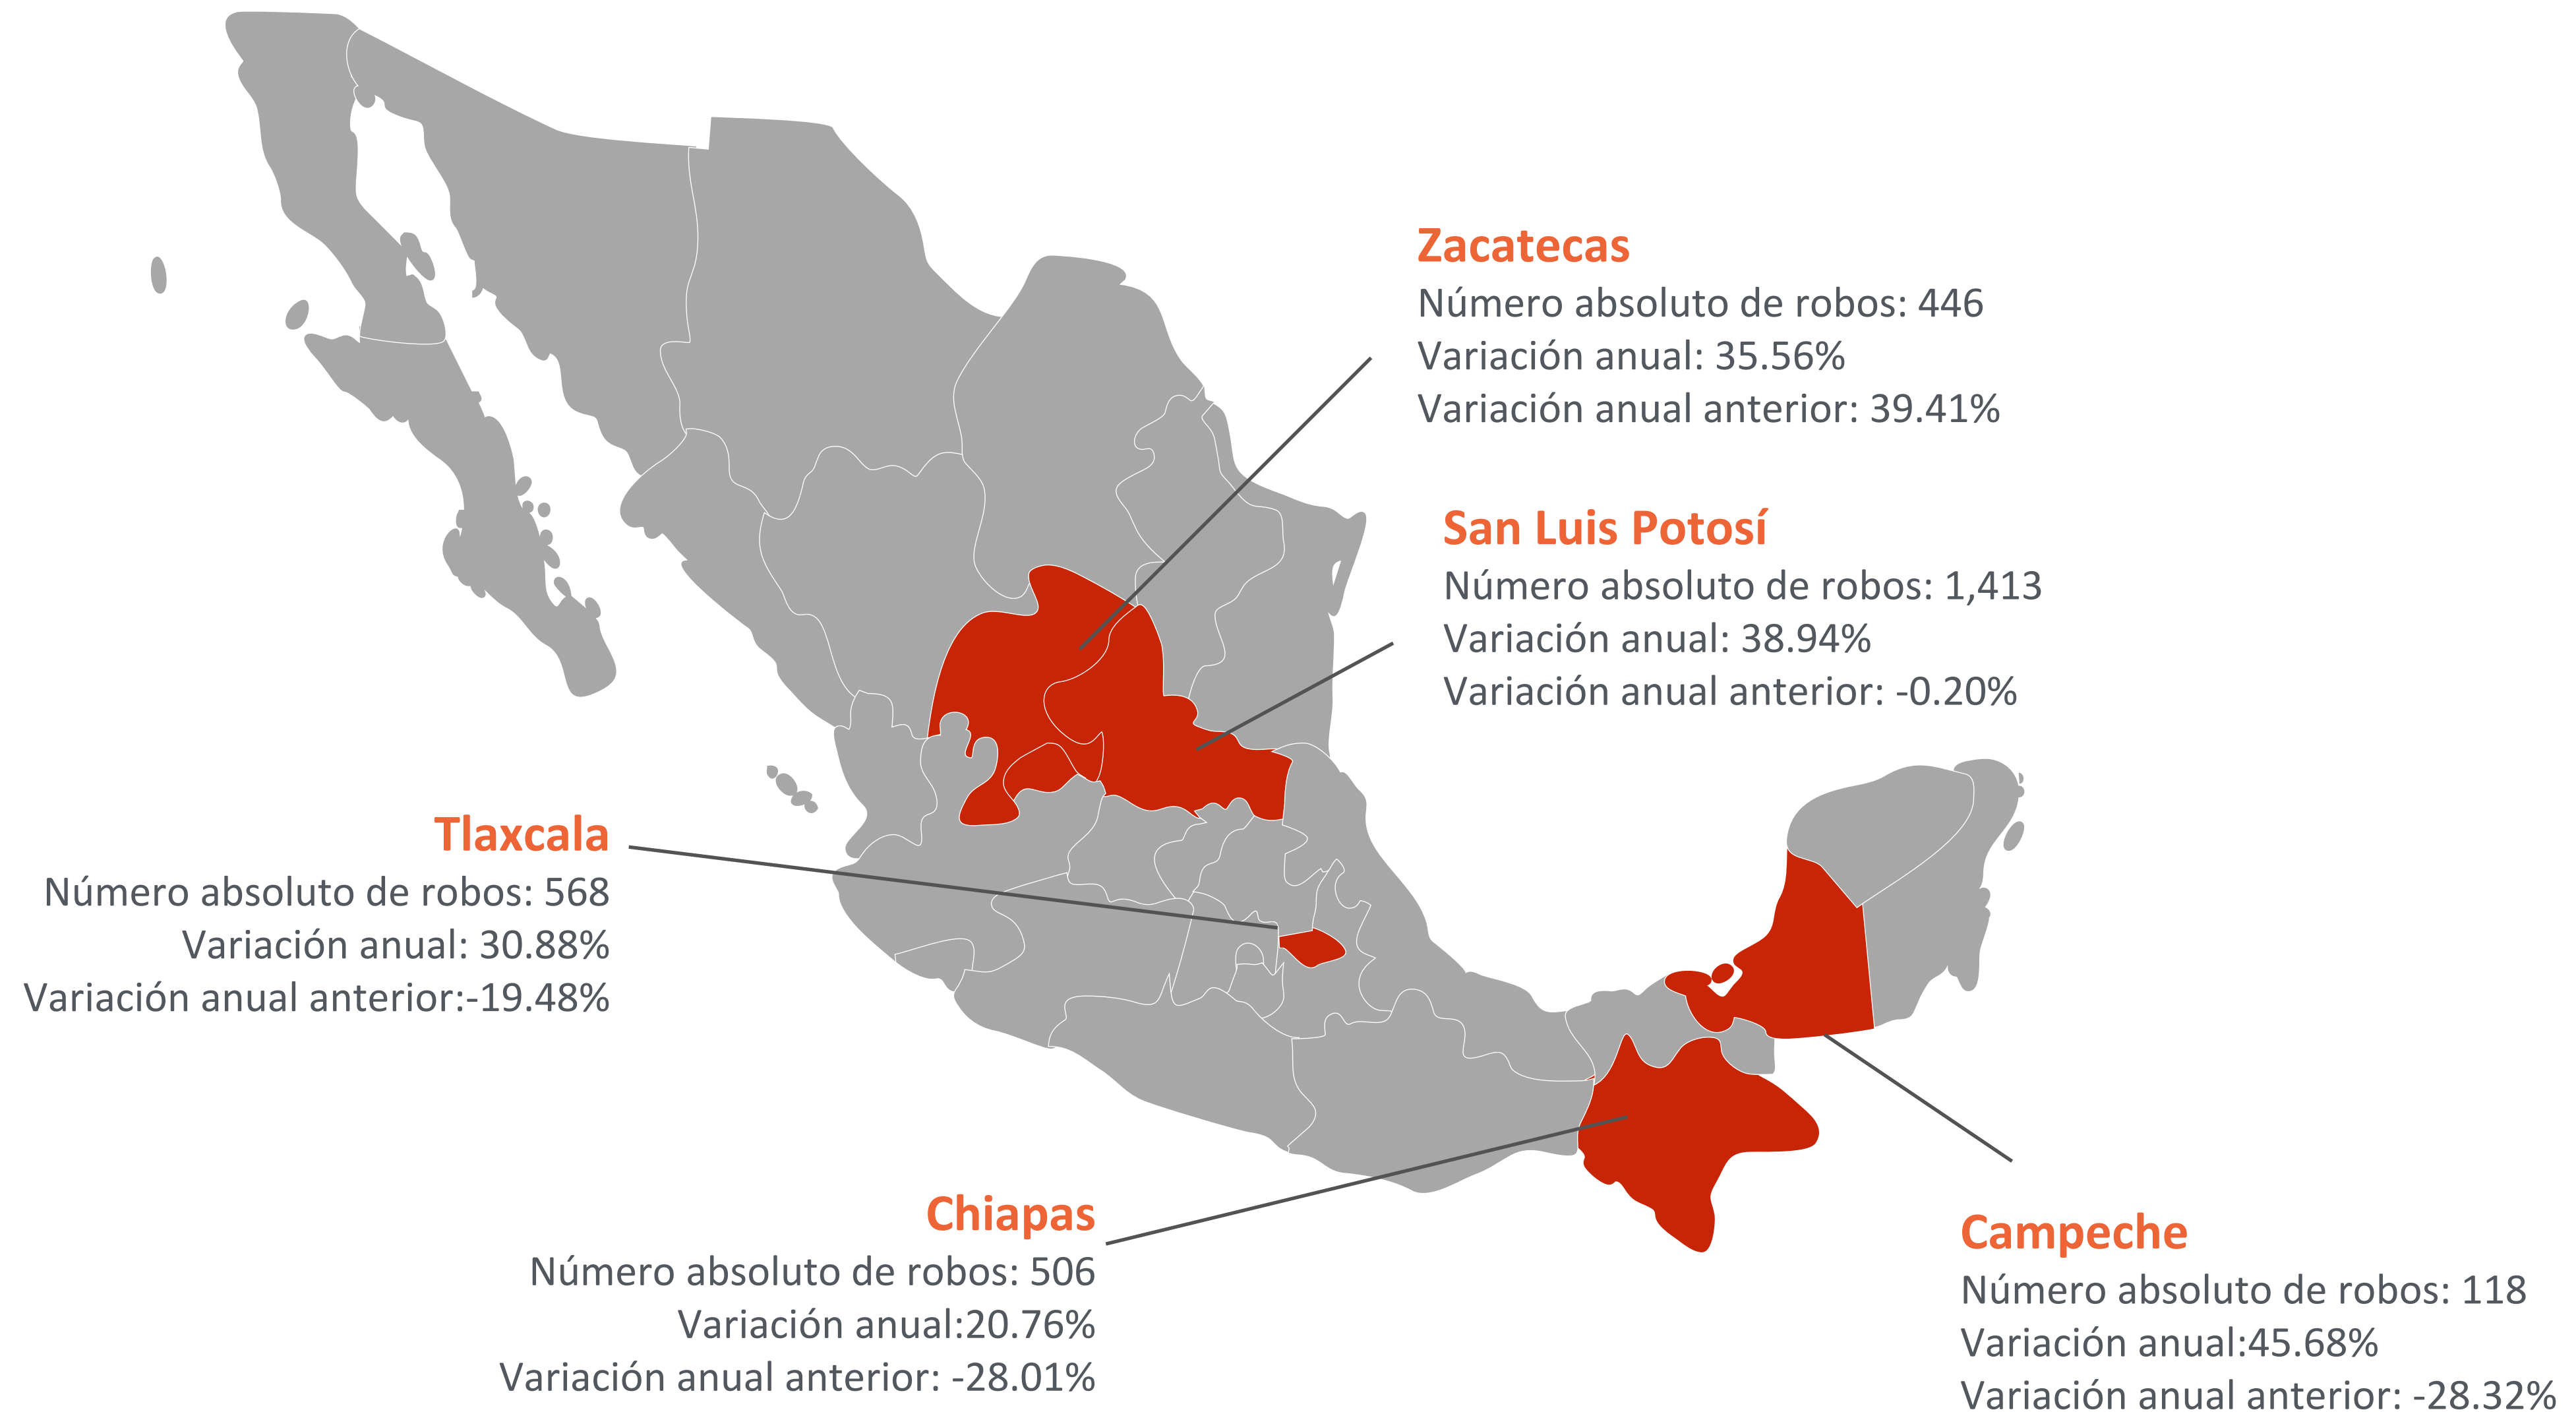 Zacatecas
Número absoluto de robos: 446
Variación anual: 35.56%
Variación anual anterior: 39.41%
San Luis Potosí
Número absoluto de robos: 1,413
Variación anual: 38.94%
Variación anual anterior: -0.20%
Tlaxcala
Número absoluto de robos: 568
Variación anual: 30.88%
Variación anual anterior:-19.48%
Chiapas
Número absoluto de robos: 506
Variación anual:20.76%
Variación anual anterior: -28.01%
Campeche
Número absoluto de robos: 118
Variación anual:45.68%
Variación anual anterior: -28.32%